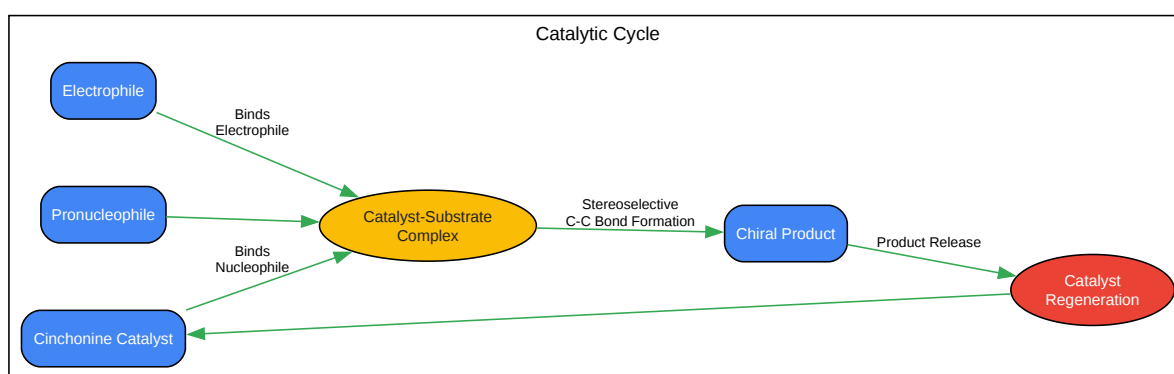 Catalytic Cycle
Electrophile
Binds
Electrophile
Pronucleophile
Catalyst-Substrate
Complex
Stereoselective
C-C Bond Formation
Chiral Product
Product Release
Catalyst
Regeneration
Binds
Nucleophile
Cinchonine Catalyst